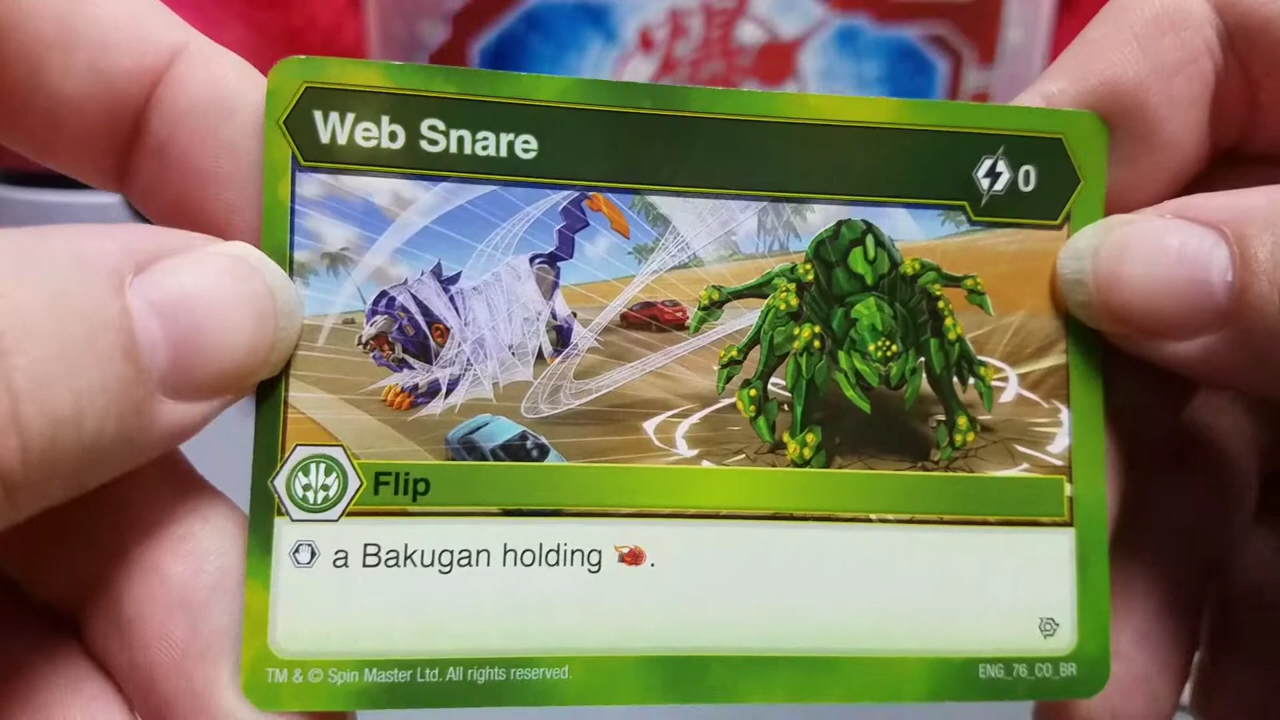 Web Snare
0
Flip
a Bakugan holding .
TM & © Spin Master Ltd. All rights reserved.
ENG_76_CO_BR